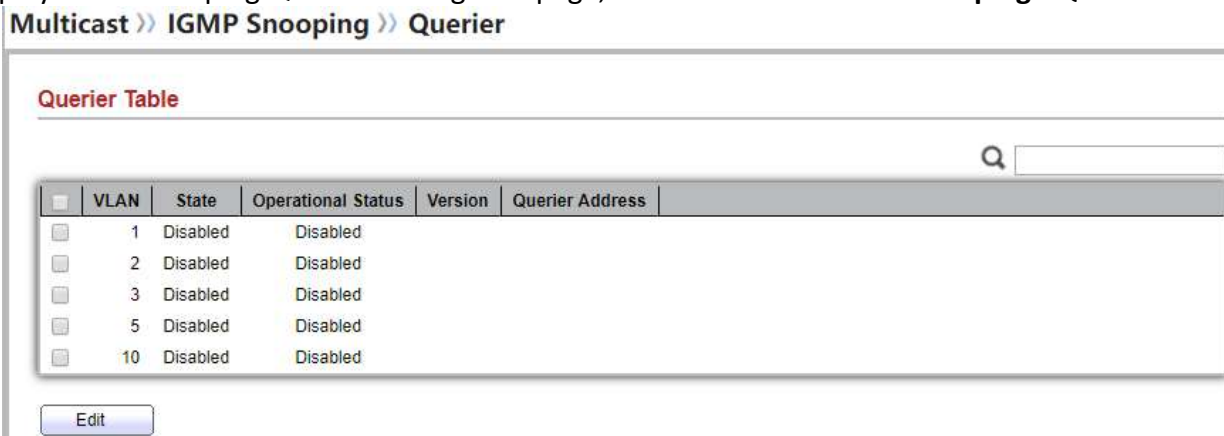 Multicast >> IGMP Snooping >> Querier
Querier Table
VLAN State Operational Status Version Querier Address
1 Disabled Disabled
2 Disabled Disabled
3 Disabled Disabled
5 Disabled Disabled
10 Disabled Disabled
Edit